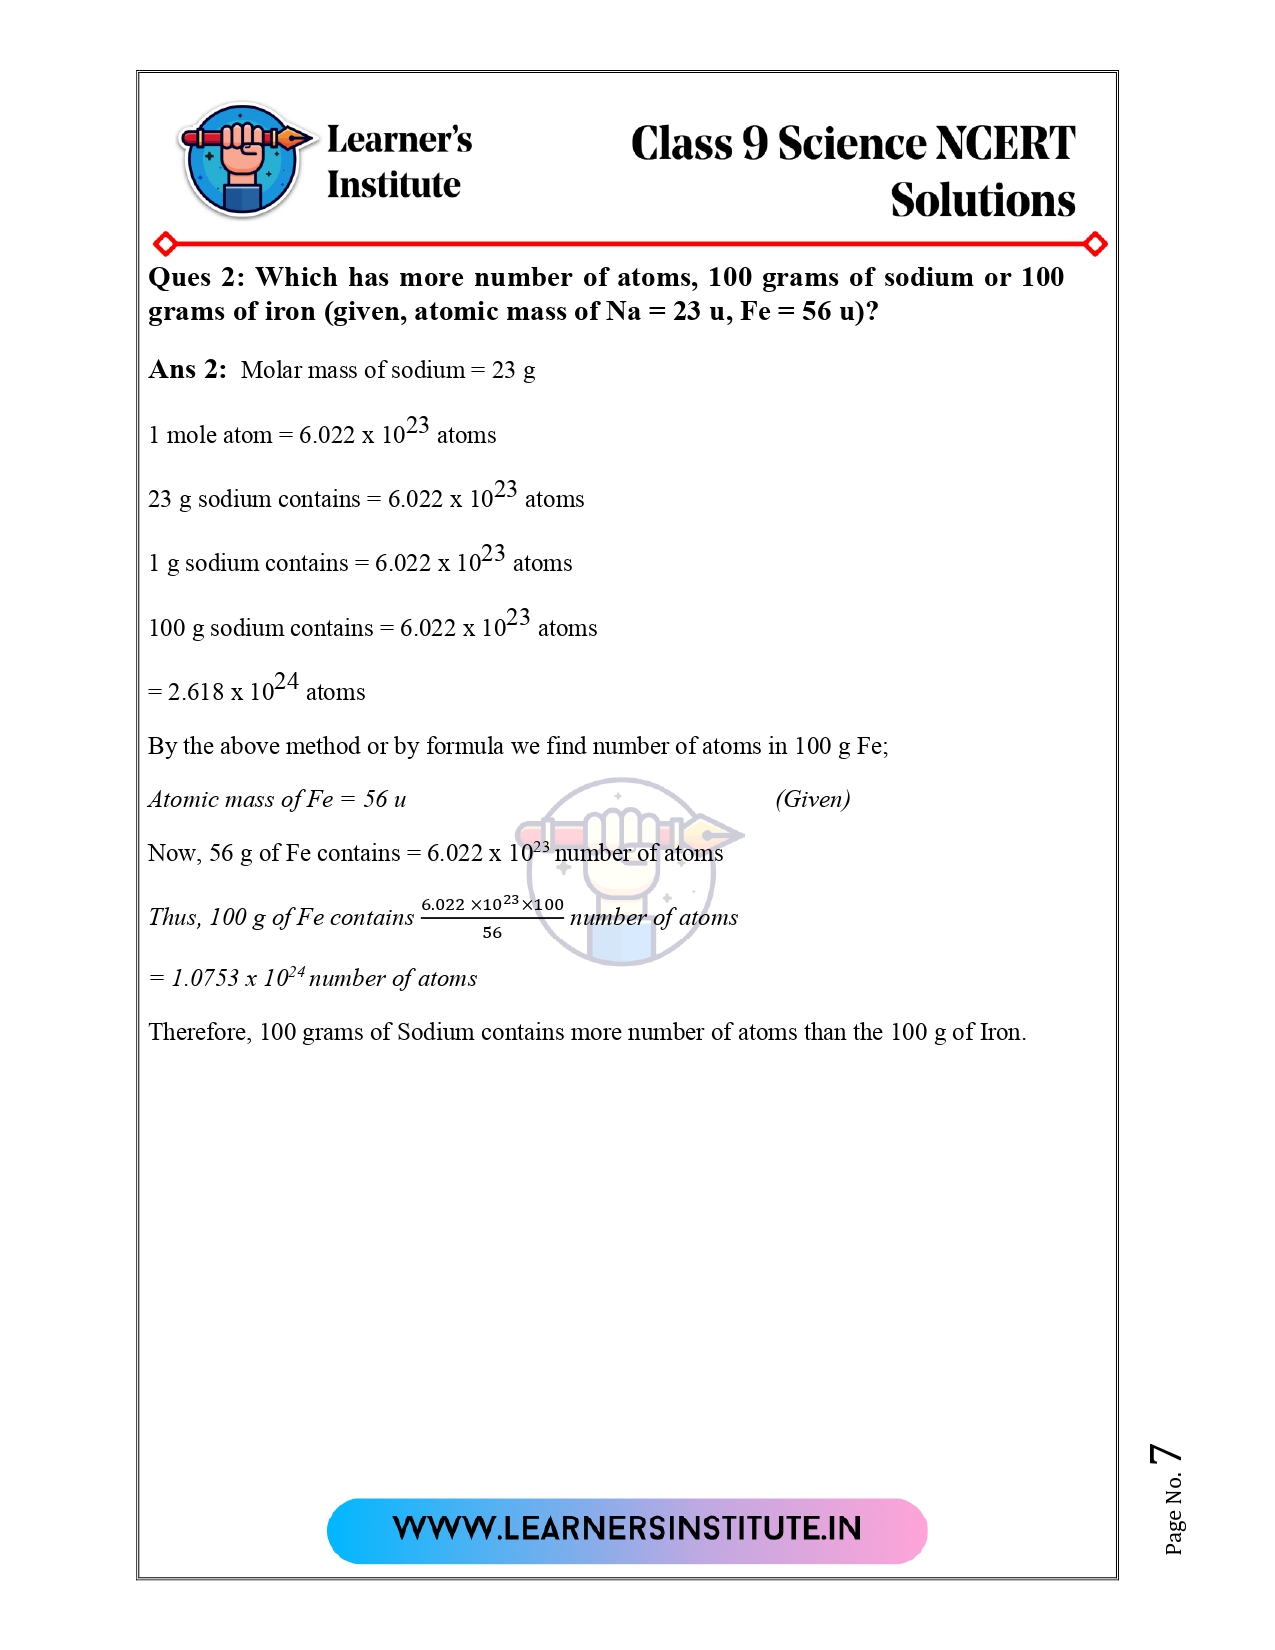 Learner's
Institute
Class 9 Science NCERT
Solutions
Ques 2: Which has more number of atoms, 100 grams of sodium or 100
grams of iron (given, atomic mass of Na = 23 u, Fe = 56 u)?
Ans 2: Molar mass of sodium = 23 g
1 mole atom = 6.022 x 10^23 atoms
23 g sodium contains = 6.022 x 10^23 atoms
1 g sodium contains = 6.022 x 10^23 atoms
100 g sodium contains = 6.022 x 10^23 atoms
= 2.618 x 10^24 atoms
By the above method or by formula we find number of atoms in 100 g Fe;
Atomic mass of Fe = 56 u (Given)
Now, 56 g of Fe contains = 6.022 x 10^23 number of atoms
Thus, 100 g of Fe contains (6.022 ×10^23×100)/56 number of atoms
= 1.0753 x 10^24 number of atoms
Therefore, 100 grams of Sodium contains more number of atoms than the 100 g of Iron.
Page No. 7
WWW.LEARNERSINSTITUTE.IN